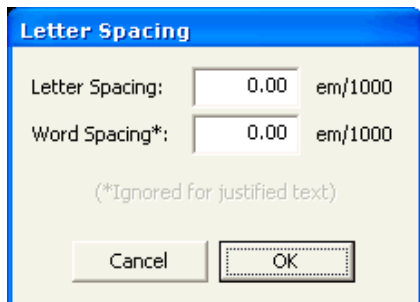 Letter Spacing
Letter Spacing: 0.00 em/1000
Word Spacing*: 0.00 em/1000
(*Ignored for justified text)
Cancel OK